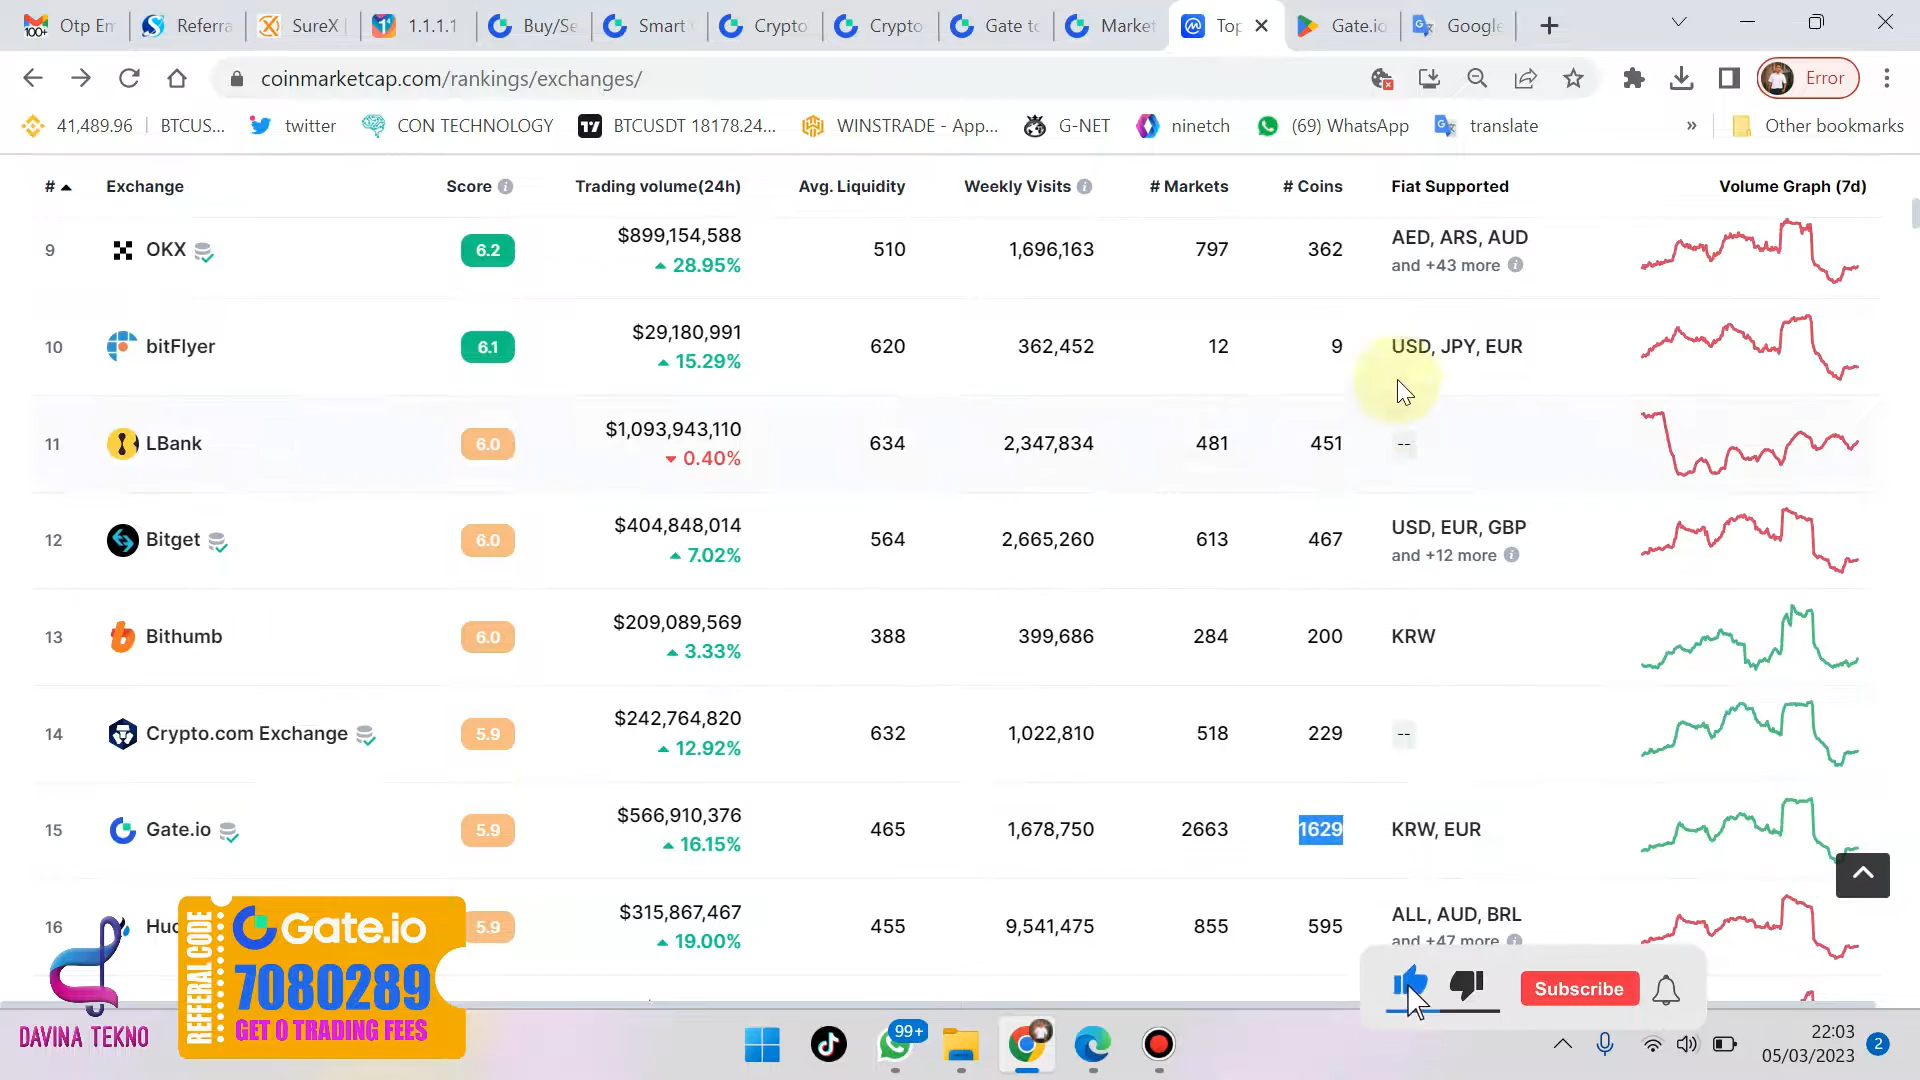 Otp Em
Referra
SureX |
1.1.1.1
Buy/Se
Smart
Crypto
Crypto
Gate to
Market
Top
Gate.io
Google
coinmarketcap.com/rankings/exchanges/
Error
41,489.96 | BTCUS...
twitter
CON TECHNOLOGY
BTCUSDT 18178.24...
WINSTRADE - App...
G-NET
ninetch
(69) WhatsApp
translate
»
Other bookmarks
# Exchange Score Trading volume(24h) Avg. Liquidity Weekly Visits # Markets # Coins Fiat Supported Volume Graph (7d)
9 OKX 6.2 $899,154,588 510 1,696,163 797 362 AED, ARS, AUD
28.95% and +43 more
10 bitFlyer 6.1 $29,180,991 620 362,452 12 9 USD, JPY, EUR
15.29%
11 LBank 6.0 $1,093,943,110 634 2,347,834 481 451 --
0.40%
12 Bitget 6.0 $404,848,014 564 2,665,260 613 467 USD, EUR, GBP
7.02% and +12 more
13 Bithumb 6.0 $209,089,569 388 399,686 284 200 KRW
3.33%
14 Crypto.com Exchange 5.9 $242,764,820 632 1,022,810 518 229 --
12.92%
15 Gate.io 5.9 $566,910,376 465 1,678,750 2663 1629 KRW, EUR
16.15%
16 Huo 5.9 $315,867,467 455 9,541,475 855 595 ALL, AUD, BRL
19.00% and +47 more
DAVINA TEKNO
REFERAL CODE
Gate.io
7080289
GET 0 TRADING FEES
Subscribe
99+
22:03
05/03/2023
2